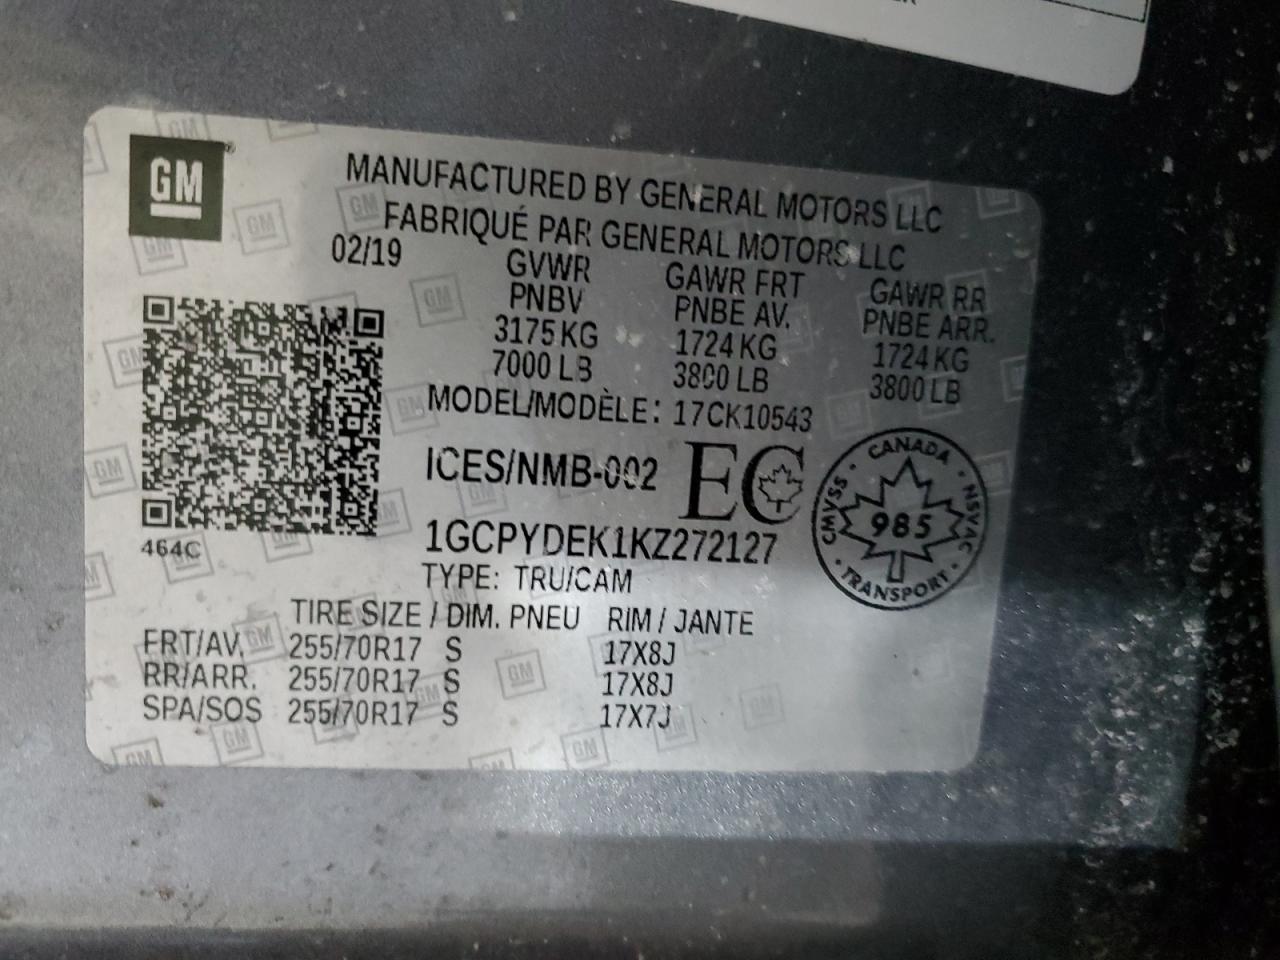 GM
MANUFACTURED BY GENERAL MOTORS LLC
FABRIQUÉ PAR GENERAL MOTORS LLC
02/19
GVWR GAWR FRT GAWR RR
PNBV PNBE AV. PNBE ARR.
3175 KG 1724 KG 1724 KG
7000 LB 3800 LB 3800 LB
MODEL/MODÈLE: 17CK10543
ICES/NMB-002 EC
464C
1GCPYDEK1KZ272127
CANADA
CMVSS 985 NSVAC
TRANSPORT
TYPE: TRU/CAM
TIRE SIZE / DIM. PNEU RIM / JANTE
FRT/AV. 255/70R17 S 17X8J
RR/ARR. 255/70R17 S 17X8J
SPA/SOS 255/70R17 S 17X7J